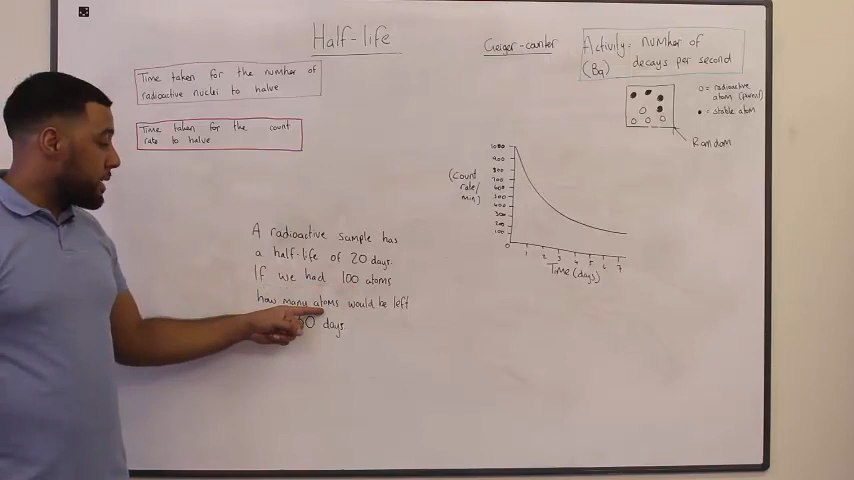 Half-life
Time taken for the number of
radioactive nuclei to halve
Time taken for the count
rate to halve
A radioactive sample has
a half-life of 20 days.
If we had 100 atoms
how many atoms would be left
days.
Geiger-counter
Activity= number of
(Bq) decays per second
o = radioactive
atom (parent)
• = stable atom
Random
(Count
rate/
min)
1000
900
800
700
600
500
400
300
200
100
0
1 2 3 4 5 6 7
Time (days)